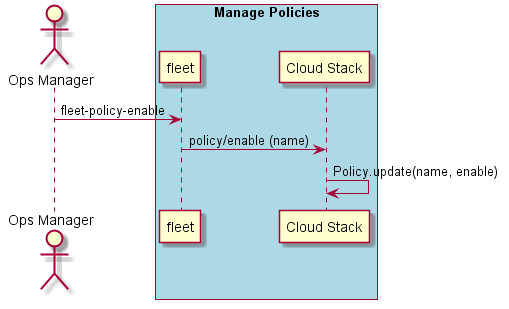 Manage Policies
Ops Manager
fleet
Cloud Stack
fleet-policy-enable
policy/enable (name)
Policy.update(name, enable)
Ops Manager
fleet
Cloud Stack